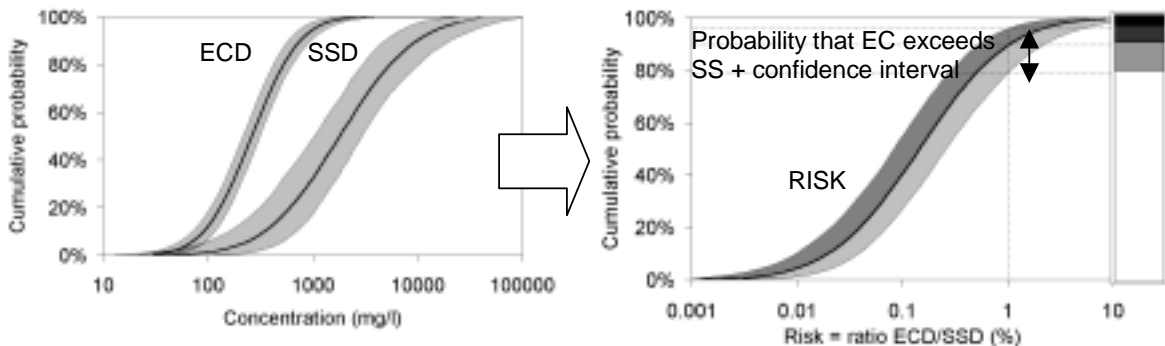 100%
80%
60%
40%
20%
0%
Cumulative probability
ECD
SSD
10
100
1000
10000
100000
Concentration (mg/l)
100%
80%
60%
40%
20%
0%
Cumulative probability
Probability that EC exceeds
SS + confidence interval
RISK
0.001
0.01
0.1
1
10
Risk = ratio ECD/SSD (%)